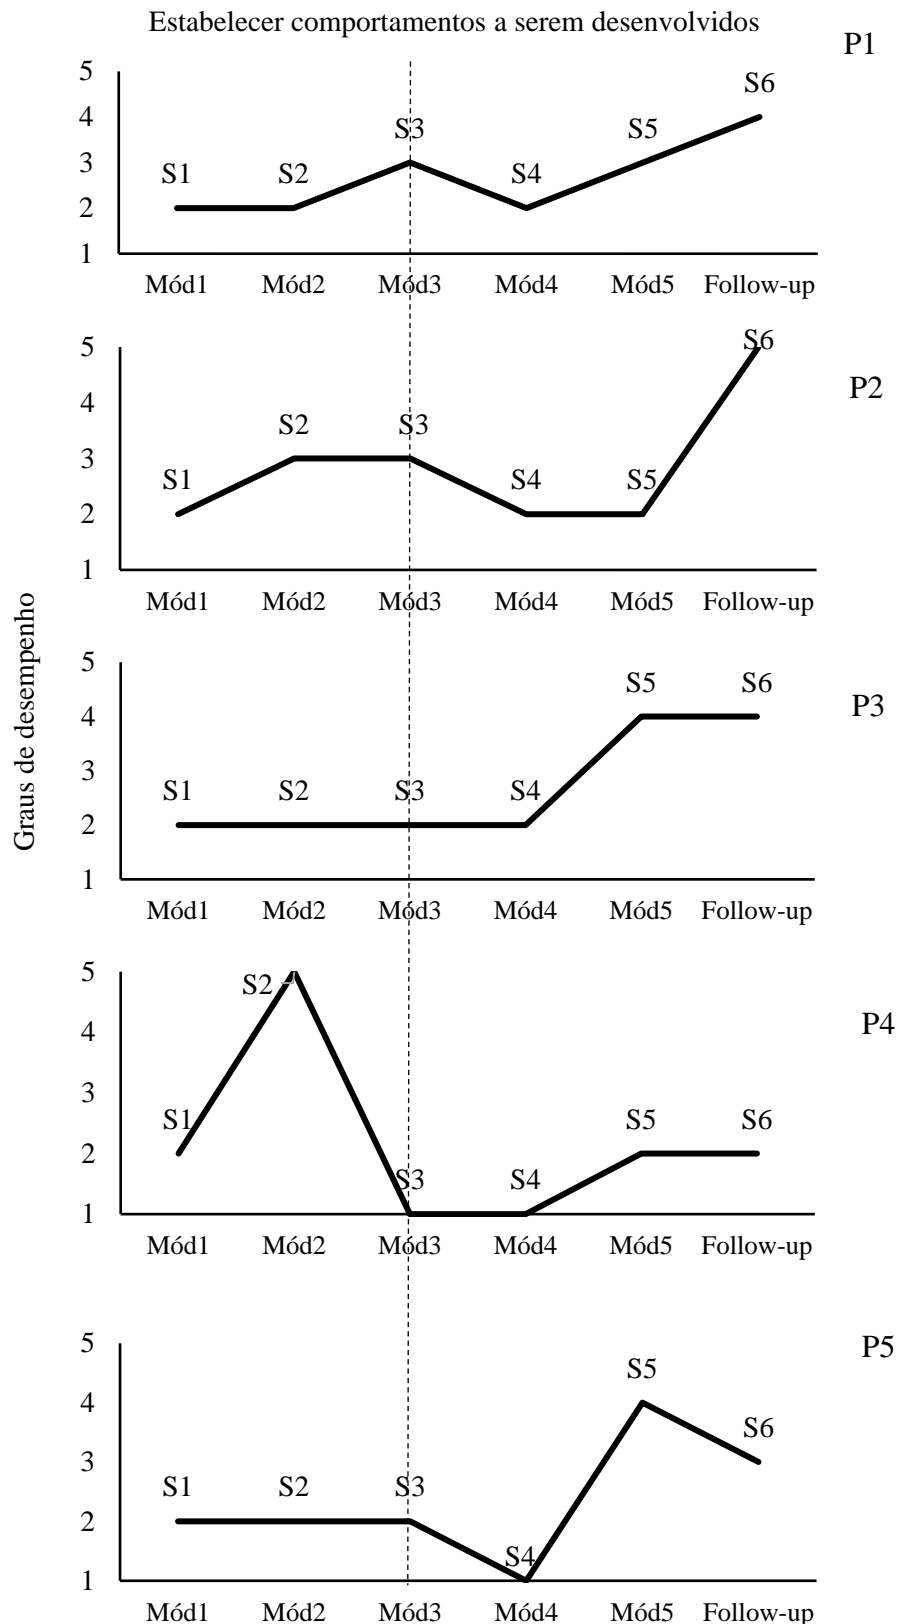 Estabelecer comportamentos a serem desenvolvidos
P1
5
4
3
2
1
S1 S2 S3 S4 S5 S6
Mód1 Mód2 Mód3 Mód4 Mód5 Follow-up
P2
5
4
3
2
1
S1 S2 S3 S4 S5 S6
Mód1 Mód2 Mód3 Mód4 Mód5 Follow-up
Graus de desempenho
P3
5
4
3
2
1
S1 S2 S3 S4 S5 S6
Mód1 Mód2 Mód3 Mód4 Mód5 Follow-up
P4
5
4
3
2
1
S1 S2 S3 S4 S5 S6
Mód1 Mód2 Mód3 Mód4 Mód5 Follow-up
P5
5
4
3
2
1
S1 S2 S3 S4 S5 S6
Mód1 Mód2 Mód3 Mód4 Mód5 Follow-up